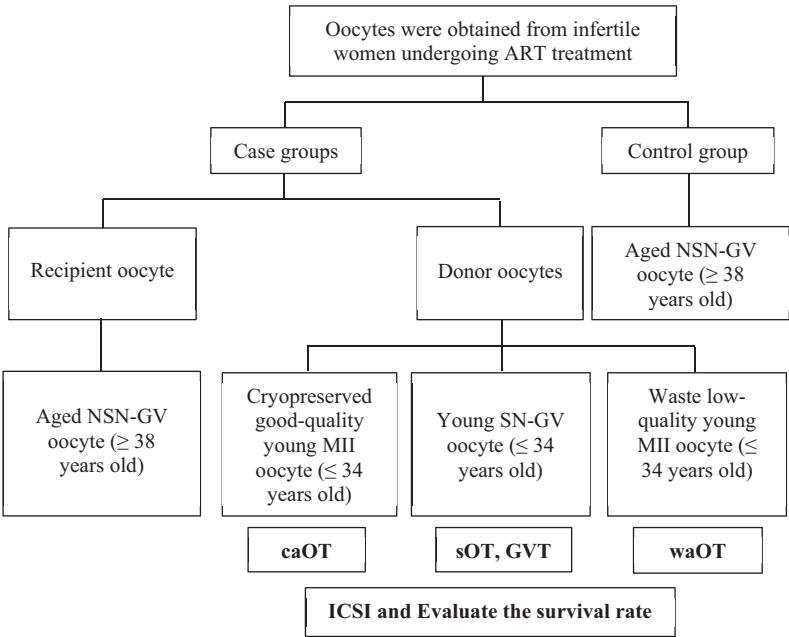 Oocytes were obtained from infertile
women undergoing ART treatment
Case groups
Control group
Recipient oocyte
Donor oocytes
Aged NSN-GV
oocyte (≥ 38
years old)
Aged NSN-GV
oocyte (≥ 38
years old)
Cryopreserved
good-quality
young MII
oocyte (≤ 34
years old)
Young SN-GV
oocyte (≤ 34
years old)
Waste low-
quality young
MII oocyte (≤
34 years old)
caOT
sOT, GVT
waOT
ICSI and Evaluate the survival rate